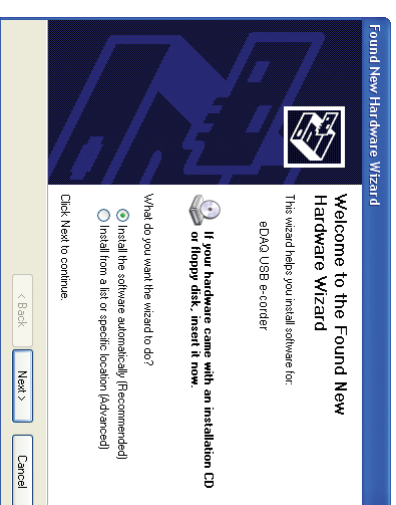 Found New Hardware Wizard
Welcome to the Found New
Hardware Wizard
This wizard helps you install software for:
eDAQ USB e-corder
If your hardware came with an installation CD
or floppy disk, insert it now.
What do you want the wizard to do?
Install the software automatically (Recommended)
Install from a list or specific location (Advanced)
Click Next to continue.
< Back
Next >
Cancel